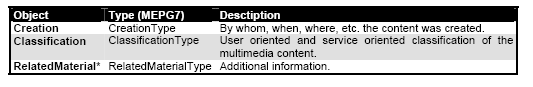 Object Type (MEPG7) Desctiption
Creation CreationType By whom, when, where, etc. the content was created.
Classification ClassificationType User oriented and service oriented classification of the
multimedia content.
RelatedMaterial* RelatedMaterialType Additional information.